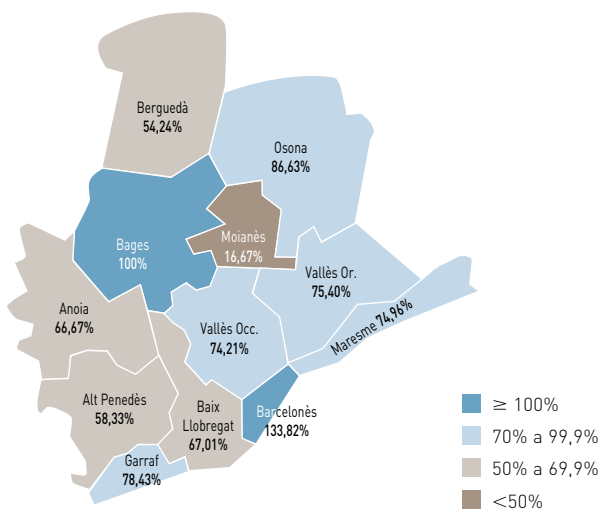 Berguedà
54,24%
Osona
86,63%
Bages
100%
Moianès
16,67%
Vallès Or.
75,40%
Maresme 74,96%
Anoia
66,67%
Vallès Occ.
74,21%
Alt Penedès
58,33%
Baix
Llobregat
67,01%
Barcelonès
133,82%
Garraf
78,43%
≥ 100%
70% a 99,9%
50% a 69,9%
<50%